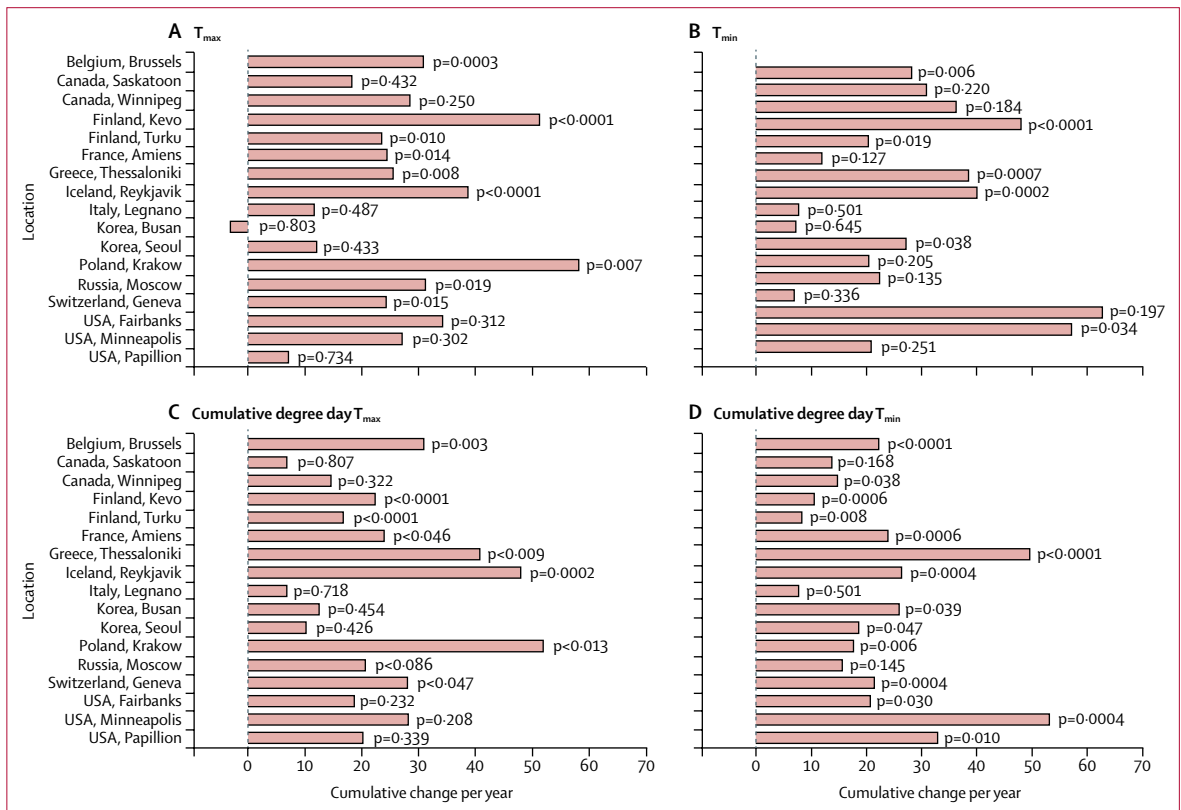 A T_max
Location
Belgium, Brussels p=0·0003
Canada, Saskatoon p=0·432
Canada, Winnipeg p=0·250
Finland, Kevo p<0·0001
Finland, Turku p=0·010
France, Amiens p=0·014
Greece, Thessaloniki p=0·008
Iceland, Reykjavik p<0·0001
Italy, Legnano p=0·487
Korea, Busan p=0·803
Korea, Seoul p=0·433
Poland, Krakow p=0·007
Russia, Moscow p=0·019
Switzerland, Geneva p=0·015
USA, Fairbanks p=0·312
USA, Minneapolis p=0·302
USA, Papillion p=0·734
B T_min
p=0·006
p=0·220
p=0·184
p<0·0001
p=0·019
p=0·127
p=0·0007
p=0·0002
p=0·501
p=0·645
p=0·038
p=0·205
p=0·135
p=0·336
p=0·197
p=0·034
p=0·251
C Cumulative degree day T_max
Location
Belgium, Brussels p=0·003
Canada, Saskatoon p=0·807
Canada, Winnipeg p=0·322
Finland, Kevo p<0·0001
Finland, Turku p<0·0001
France, Amiens p<0·046
Greece, Thessaloniki p<0·009
Iceland, Reykjavik p=0·0002
Italy, Legnano p=0·718
Korea, Busan p=0·454
Korea, Seoul p=0·426
Poland, Krakow p<0·013
Russia, Moscow p<0·086
Switzerland, Geneva p<0·047
USA, Fairbanks p=0·232
USA, Minneapolis p=0·208
USA, Papillion p=0·339
0 10 20 30 40 50 60 70
Cumulative change per year
D Cumulative degree day T_min
p<0·0001
p=0·168
p=0·038
p=0·0006
p=0·008
p=0·0006
p<0·0001
p=0·0004
p=0·501
p=0·039
p=0·047
p=0·006
p=0·145
p=0·0004
p=0·030
p=0·0004
p=0·010
0 10 20 30 40 50 60 70
Cumulative change per year